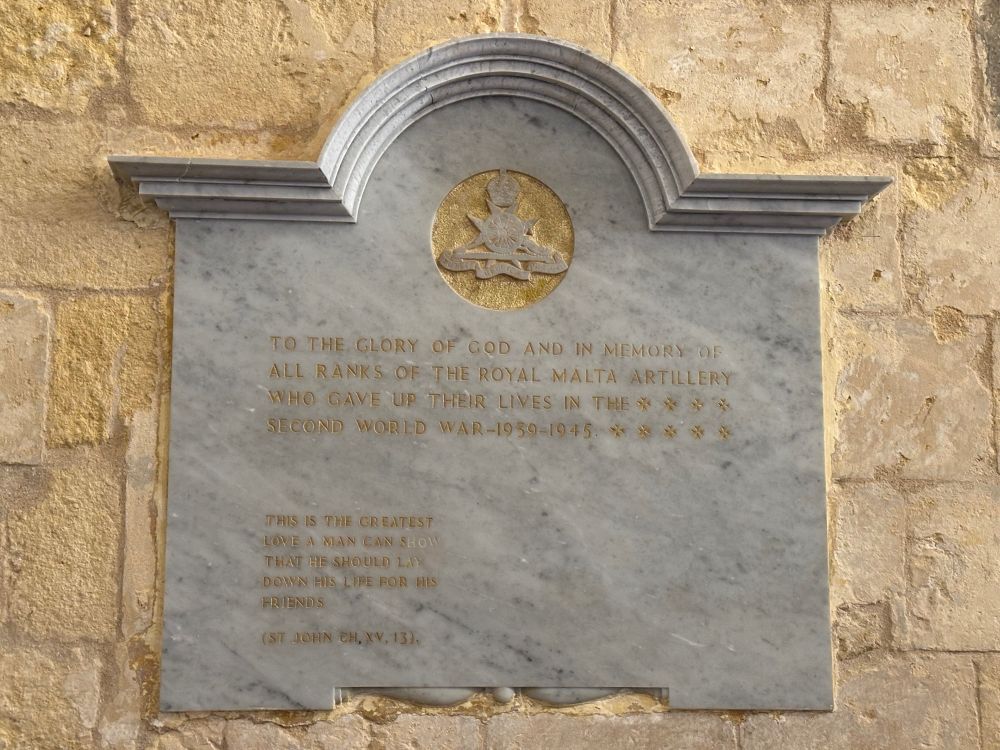 TO THE GLORY OF GOD AND IN MEMORY OF
ALL RANKS OF THE ROYAL MALTA ARTILLERY
WHO GAVE UP THEIR LIVES IN THE
SECOND WORLD WAR-1939-1945.
THIS IS THE GREATEST
LOVE A MAN CAN SHOW
THAT HE SHOULD LAY
DOWN HIS LIFE FOR HIS
FRIENDS
(ST JOHN CH, XV, 13).